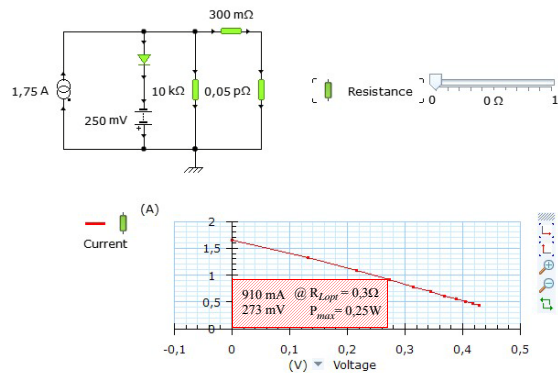 300 mΩ
1,75 A
10 kΩ
0,05 pΩ
250 mV
+
Resistance
0
0 Ω
1
(A)
Current
2
1,5
1
0,5
0
910 mA @ R_Lopt = 0,3Ω
273 mV P_max = 0,25W
-0,1
0
0,1
0,2
0,3
0,4
0,5
(V) Voltage